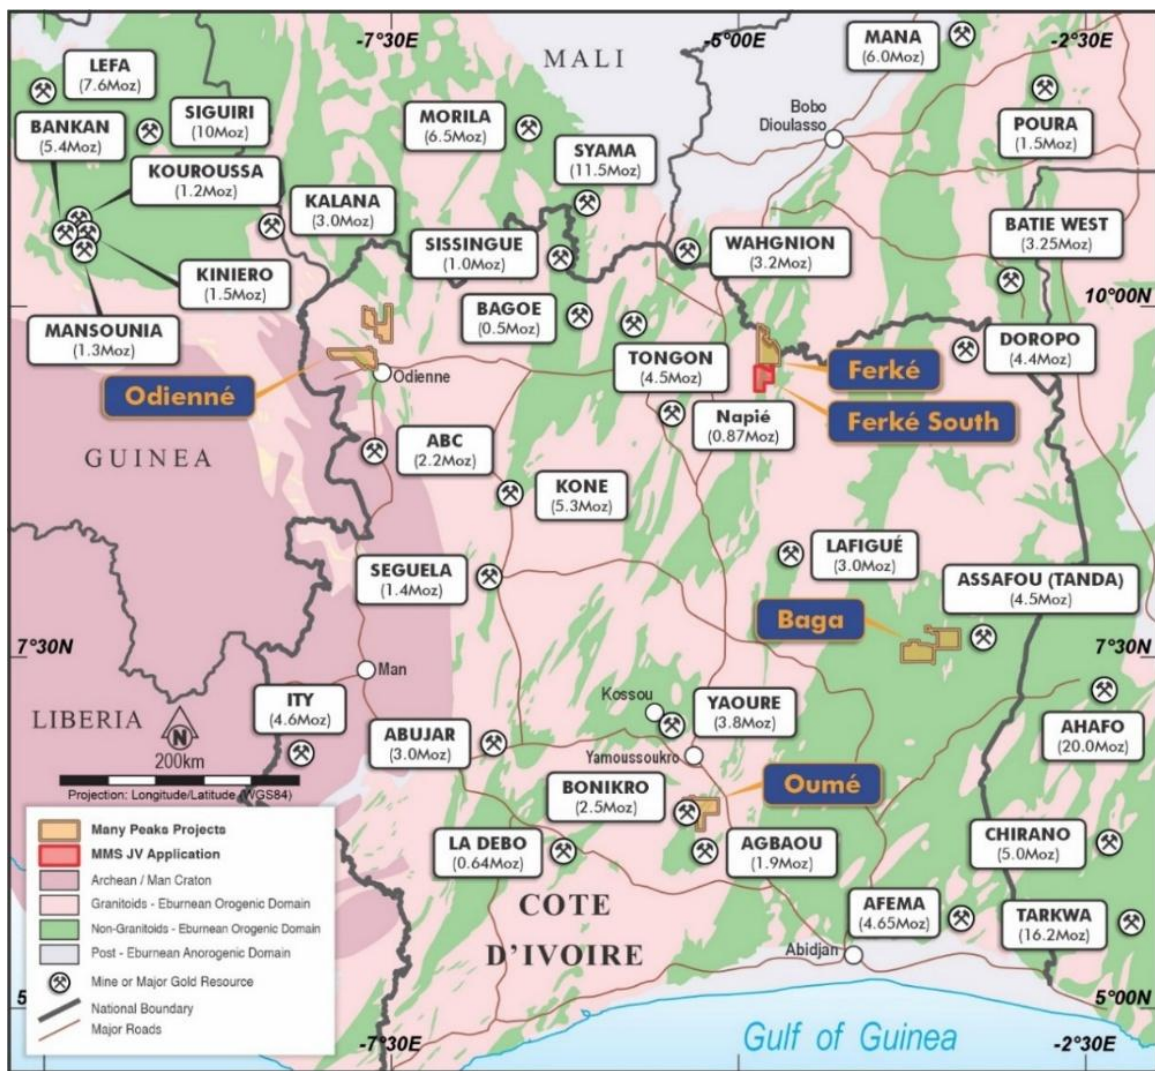 -7°30E
-5°00E
-2°30E
MALI
MANA
(6.0Moz)
LEFA
(7.6Moz)
SIGUIRI
(10Moz)
MORILA
(6.5Moz)
Bobo
Dioulasso
POURA
(1.5Moz)
BANKAN
(5.4Moz)
KOUROUSSA
(1.2Moz)
SYAMA
(11.5Moz)
KALANA
(3.0Moz)
BATIE WEST
(3.25Moz)
SISSINGUE
(1.0Moz)
WAHGNION
(3.2Moz)
KINIERO
(1.5Moz)
BAGOE
(0.5Moz)
10°00N
MANSOUNIA
(1.3Moz)
TONGON
(4.5Moz)
DOROPO
(4.4Moz)
Odienné
Odienne
Ferké
Napié
(0.87Moz)
Ferké South
GUINEA
ABC
(2.2Moz)
KONE
(5.3Moz)
LAFIGUÉ
(3.0Moz)
SEGUELA
(1.4Moz)
ASSAFOU (TANDA)
(4.5Moz)
Baga
7°30N
7°30N
Man
LIBERIA
ITY
(4.6Moz)
Kossou
YAOURE
(3.8Moz)
AHAFO
(20.0Moz)
ABUJAR
(3.0Moz)
Yamoussoukro
N
200km
Projection: Longitude/Latitude (WGS84)
BONIKRO
(2.5Moz)
Oumé
LA DEBO
(0.64Moz)
AGBAOU
(1.9Moz)
CHIRANO
(5.0Moz)
COTE
D'IVOIRE
AFEMA
(4.65Moz)
TARKWA
(16.2Moz)
Abidjan
Many Peaks Projects
MMS JV Application
Archean / Man Craton
Granitoids - Eburnean Orogenic Domain
Non-Granitoids - Eburnean Orogenic Domain
Post - Eburnean Anorogenic Domain
Mine or Major Gold Resource
National Boundary
Major Roads
5
5°00N
Gulf of Guinea
-7°30E
-2°30E